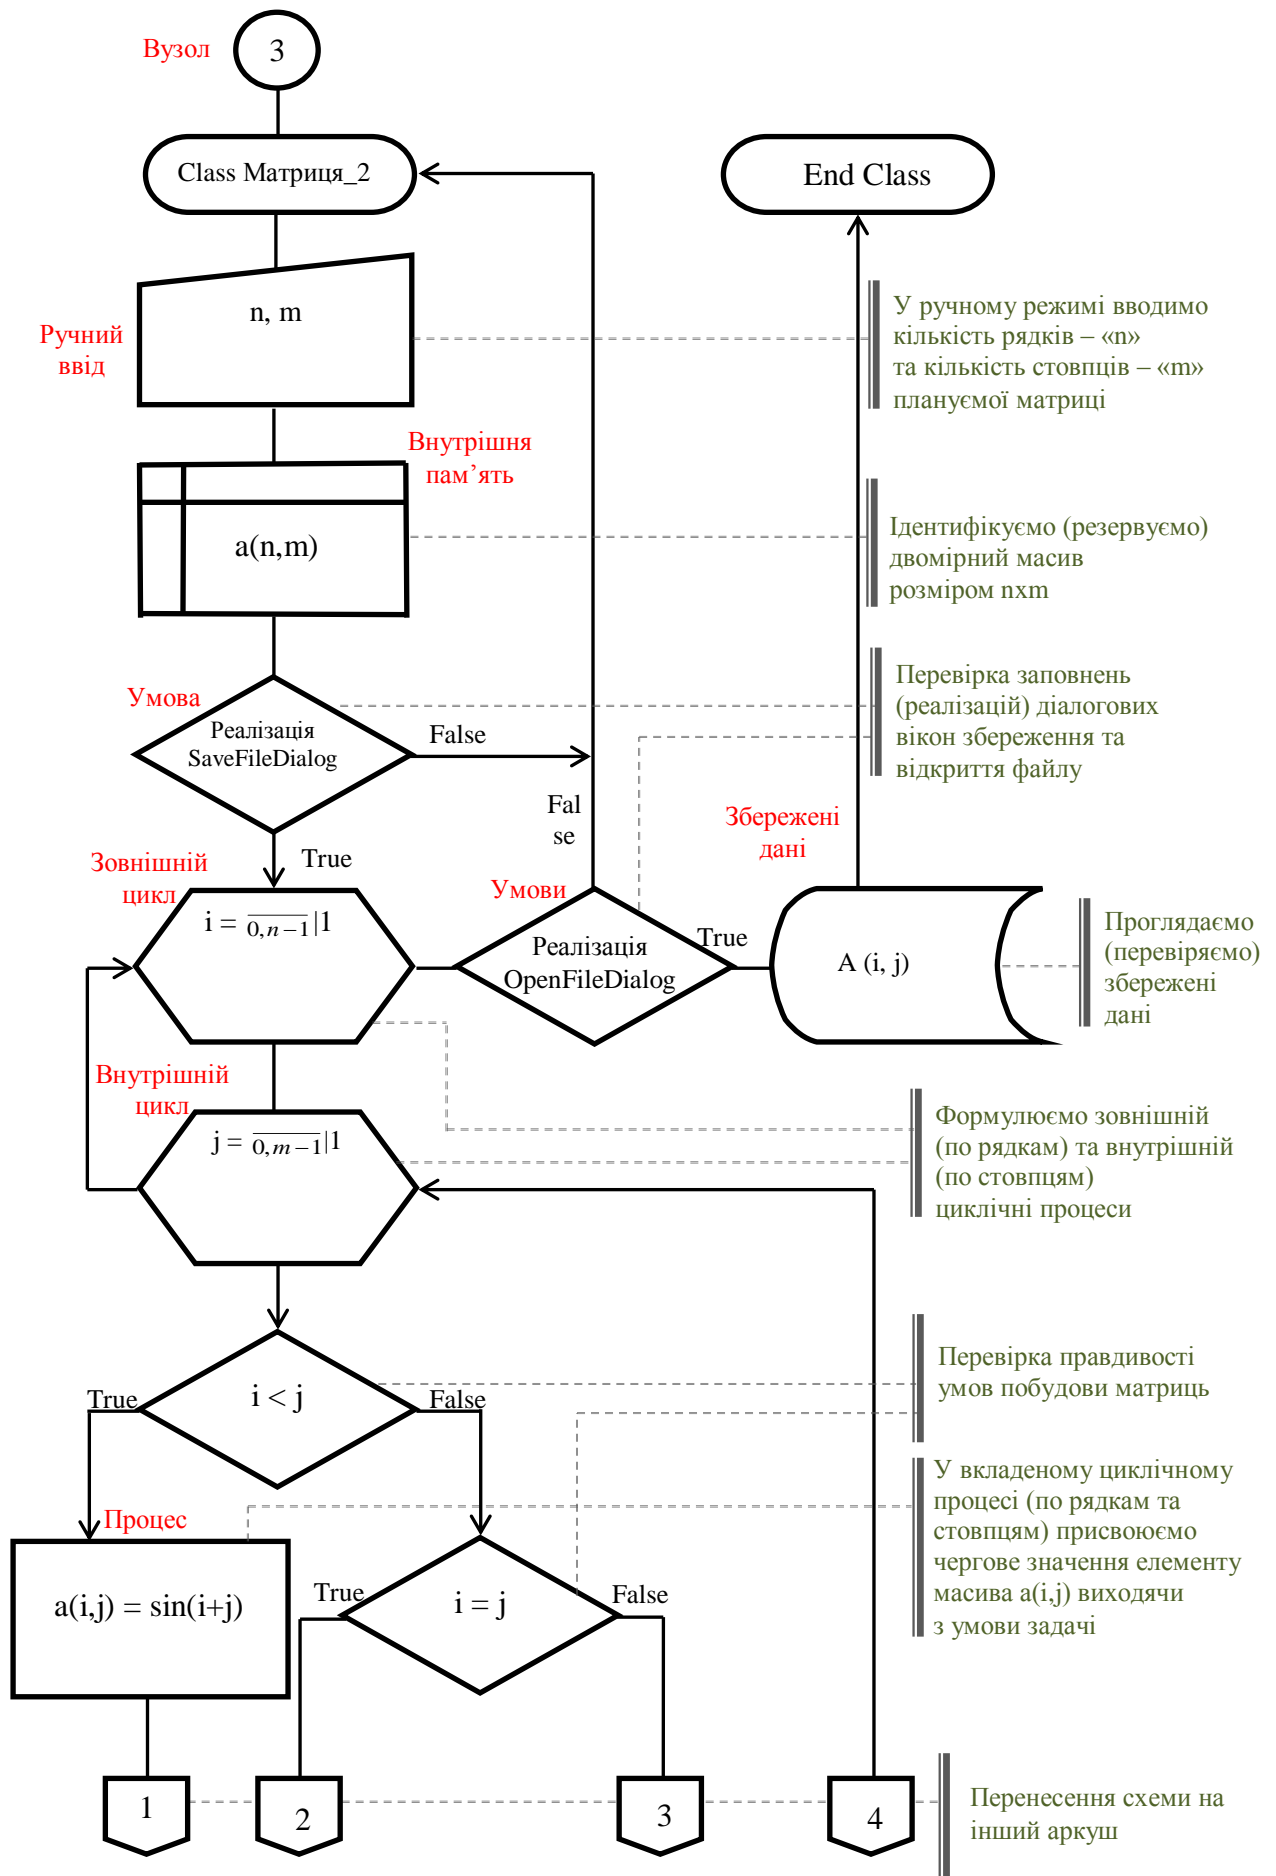 Вузол
3
Class Матриця_2
End Class
n, m
Ручний
ввід
У ручному режимі вводимо
кількість рядків – «n»
та кількість стовпців – «m»
плануємої матриці
Внутрішня
пам’ять
a(n,m)
Ідентифікуємо (резервуємо)
двомірний масив
розміром nxm
Умова
Реалізація
SaveFileDialog
False
Перевірка заповнень
(реалізацій) діалогових
вікон збереження та
відкриття файлу
Fal
se
Збережені
дані
True
Зовнішній
цикл
i = 0, n − 1|1
Умови
Реалізація
OpenFileDialog
True
A (i, j)
Проглядаємо
(перевіряємо)
збережені
дані
Внутрішній
цикл
j = 0, m − 1|1
Формулюємо зовнішній
(по рядкам) та внутрішній
(по стовпцям)
циклічні процеси
True
i < j
False
Перевірка правдивості
умов побудови матриць
Процес
a(i,j) = sin(i+j)
True
i = j
False
У вкладеному циклічному
процесі (по рядкам та
стовпцям) присвоюємо
чергове значення елементу
масива a(i,j) виходячи
з умови задачі
1
2
3
4
Перенесення схеми на
інший аркуш